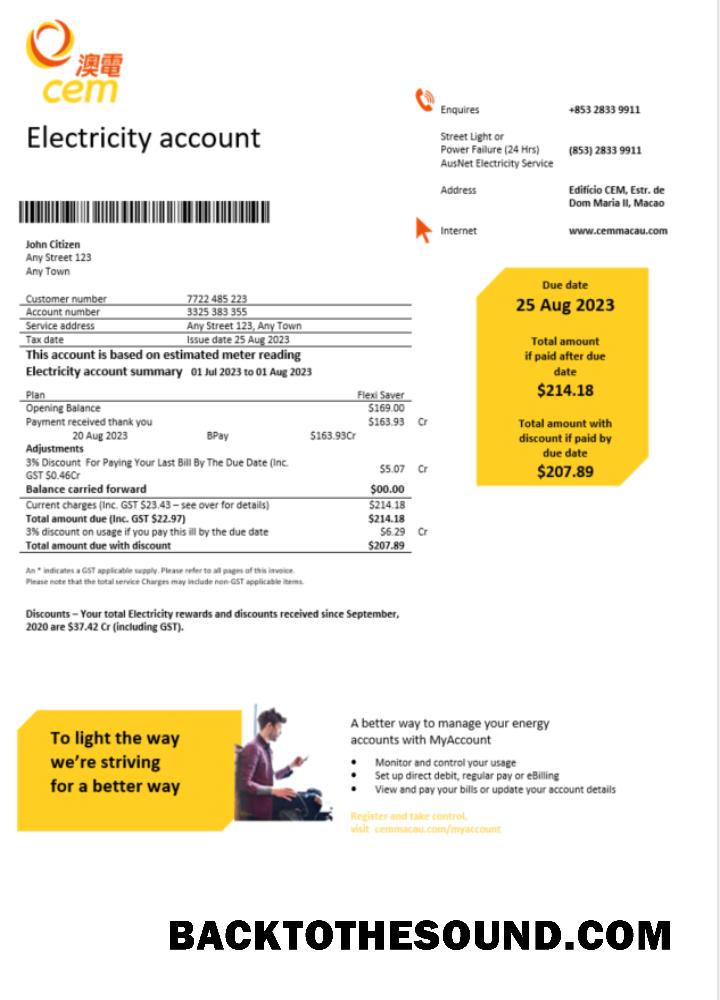 澳電
cem
Electricity account
Enquires +853 2833 9911
Street Light or
Power Failure (24 Hrs) (853) 2833 9911
AusNet Electricity Service
Address Edifício CEM, Estr. de
Dom Maria II, Macao
Internet www.cemmacau.com
John Citizen
Any Street 123
Any Town
Customer number 7722 485 223
Account number 3325 383 355
Service address Any Street 123, Any Town
Tax date Issue date 25 Aug 2023
This account is based on estimated meter reading
Electricity account summary 01 Jul 2023 to 01 Aug 2023
Plan Flexi Saver
Opening Balance $169.00
Payment received thank you $163.93 Cr
20 Aug 2023 BPay $163.93Cr
Adjustments
3% Discount For Paying Your Last Bill By The Due Date (Inc.
GST $0.46Cr $5.07 Cr
Balance carried forward $00.00
Current charges (Inc. GST $23.43 – see over for details) $214.18
Total amount due (Inc. GST $22.97) $214.18
3% discount on usage if you pay this ill by the due date $6.29 Cr
Total amount due with discount $207.89
An * indicates a GST applicable supply. Please refer to all pages of this invoice.
Please note that the total service Charges may include non-GST applicable items.
Discounts – Your total Electricity rewards and discounts received since September,
2020 are $37.42 Cr (including GST).
Due date
25 Aug 2023
Total amount
if paid after due
date
$214.18
Total amount with
discount if paid by
due date
$207.89
To light the way
we're striving
for a better way
A better way to manage your energy
accounts with MyAccount
• Monitor and control your usage
• Set up direct debit, regular pay or eBilling
• View and pay your bills or update your account details
Register and take control,
visit cemmacau.com/myaccount
BACKTOTHESOUND.COM